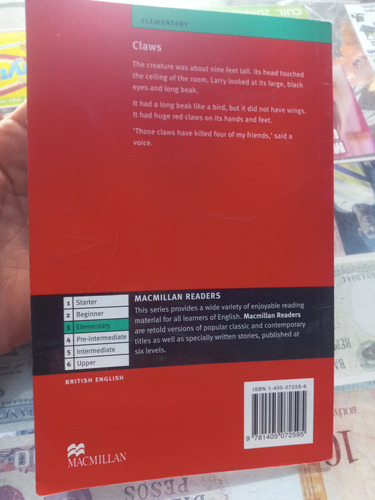 ELEMENTARY
Claws
The creature was about nine feet tall. Its head touched
the ceiling of the room. Larry looked at its large, black
eyes and long beak.
It had a long beak like a bird, but it did not have wings.
It had huge red claws on its hands and feet.
'Those claws have killed four of my friends,' said a
voice.
1 Starter
2 Beginner
3 Elementary
4 Pre-intermediate
5 Intermediate
6 Upper
BRITISH ENGLISH
MACMILLAN READERS
This series provides a wide variety of enjoyable reading
material for all learners of English. Macmillan Readers
are retold versions of popular classic and contemporary
titles as well as specially written stories, published at
six levels.
ISBN 1-405-07259-8
9 781405 072595
MACMILLAN